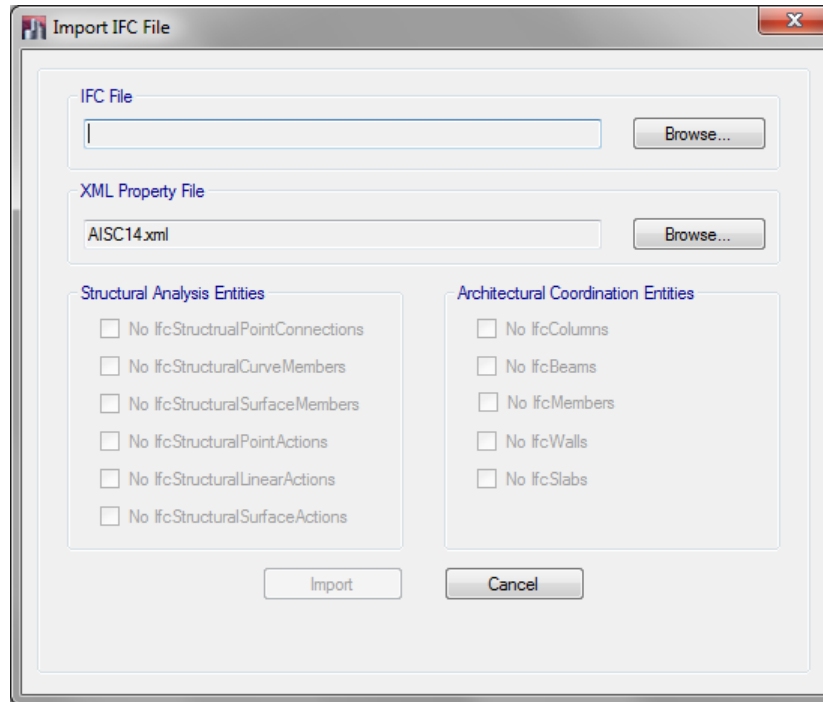 Import IFC File
IFC File
Browse...
XML Property File
AISC14.xml
Browse...
Structural Analysis Entities
No IfcStructrualPointConnections
No IfcStructuralCurveMembers
No IfcStructuralSurfaceMembers
No IfcStructuralPointActions
No IfcStructuralLinearActions
No IfcStructuralSurfaceActions
Architectural Coordination Entities
No IfcColumns
No IfcBeams
No IfcMembers
No IfcWalls
No IfcSlabs
Import
Cancel